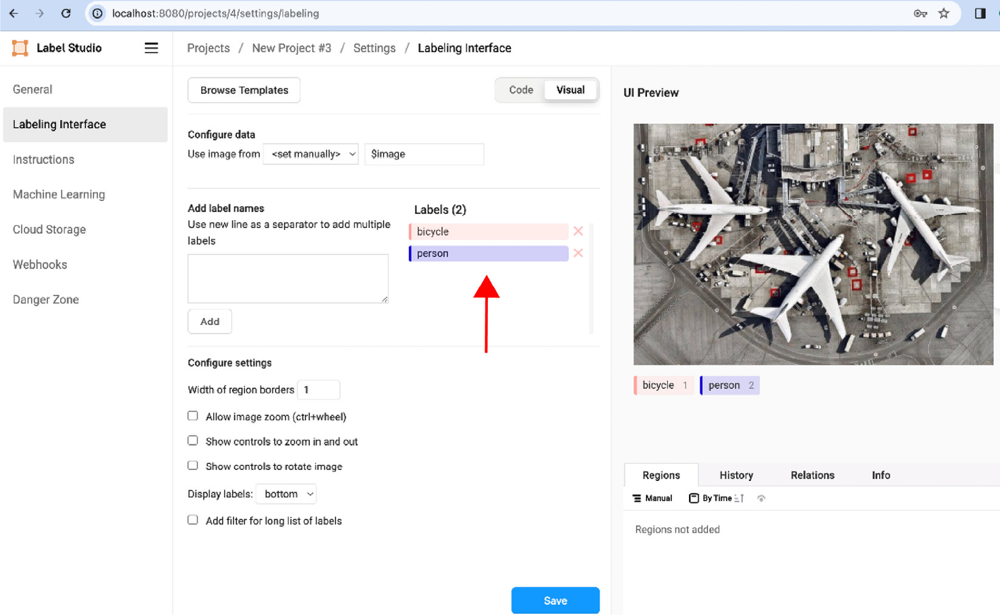 localhost:8080/projects/4/settings/labeling
Label Studio
Projects / New Project #3 / Settings / Labeling Interface
General
Labeling Interface
Instructions
Machine Learning
Cloud Storage
Webhooks
Danger Zone
Browse Templates
Code Visual
Configure data
Use image from <set manually> $image
Add label names
Use new line as a separator to add multiple
labels
Add
Labels (2)
bicycle
person
Configure settings
Width of region borders 1
Allow image zoom (ctrl+wheel)
Show controls to zoom in and out
Show controls to rotate image
Display labels: bottom
Add filter for long list of labels
Save
UI Preview
bicycle 1 person 2
Regions History Relations Info
Manual By Time
Regions not added